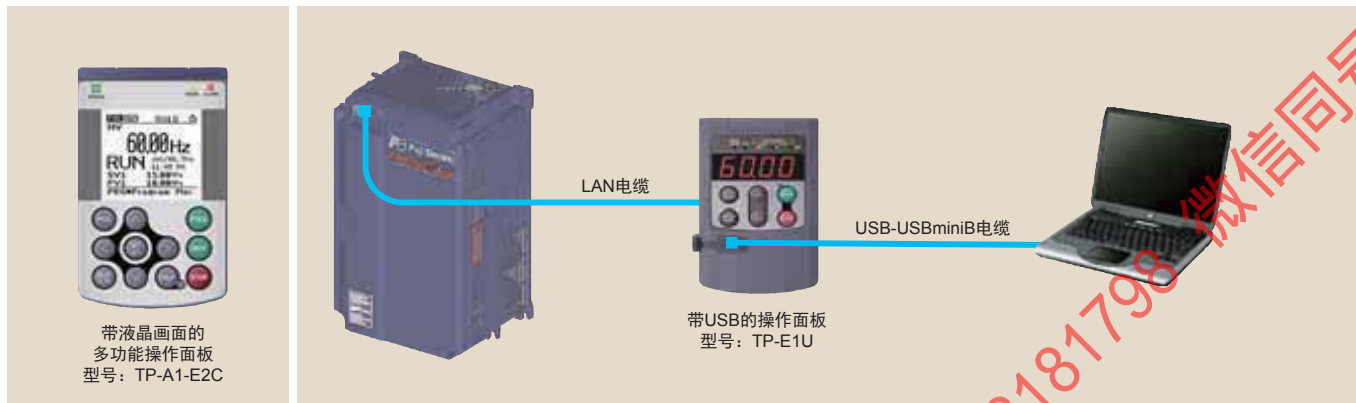 60.00Hz
RUN
带液晶画面的
多功能操作面板
型号：TP-A1-E2C
LAN电缆
60.00
带USB的操作面板
型号：TP-E1U
USB-USBminiB电缆
8181798 微信同号